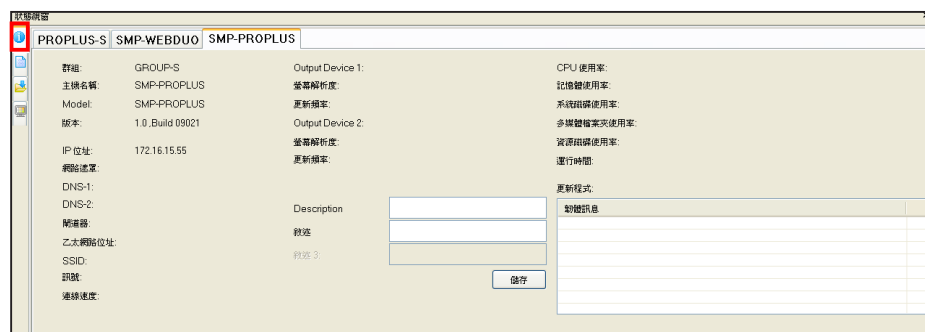 狀態視窗
PROPLUS-S SMP-WEBDUO SMP-PROPLUS
群組: GROUP-S
主機名稱: SMP-PROPLUS
Model: SMP-PROPLUS
版本: 1.0 ,Build 09021
IP 位址: 172.16.15.55
網路遮罩:
DNS-1:
DNS-2:
閘道器:
乙太網路位址:
SSID:
訊號:
連線速度:
Output Device 1:
螢幕解析度:
更新頻率:
Output Device 2:
螢幕解析度:
更新頻率:
Description
敘述
敘述 3:
儲存
CPU 使用率:
記憶體使用率:
系統磁碟使用率:
多媒體檔案夾使用率:
資源磁碟使用率:
運行時間:
更新程式:
韌體訊息